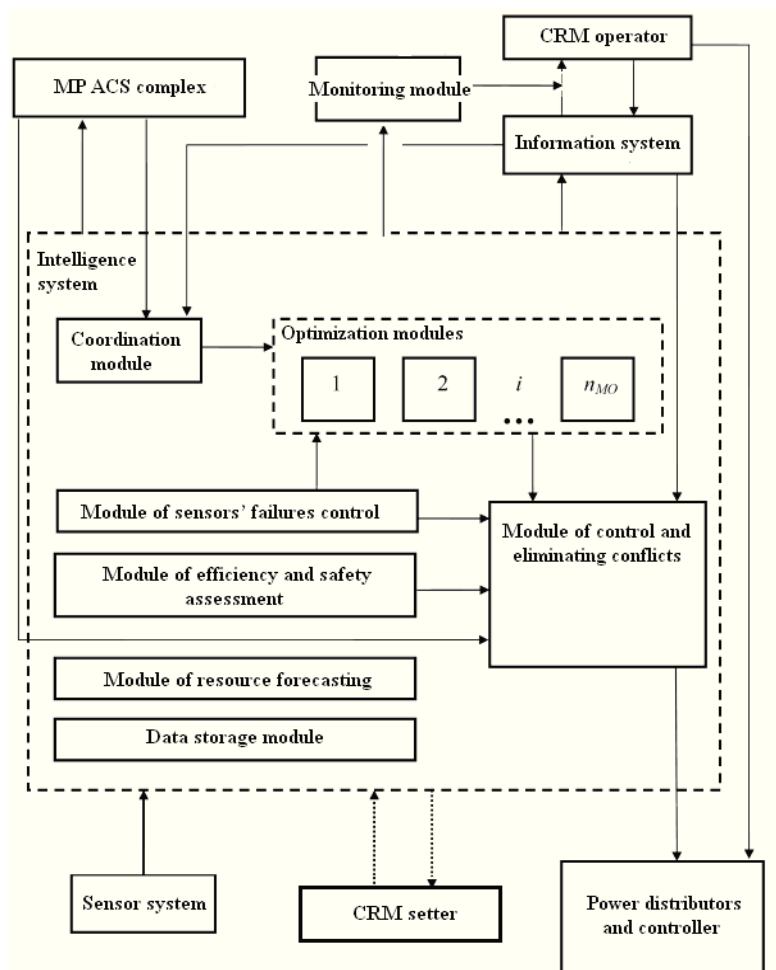 CRM operator
MP ACS complex
Monitoring module
Information system
Intelligence
system
Coordination
module
Optimization modules
1
2
i
...
nMO
Module of sensors' failures control
Module of control and
eliminating conflicts
Module of efficiency and safety
assessment
Module of resource forecasting
Data storage module
Sensor system
CRM setter
Power distributors
and controller